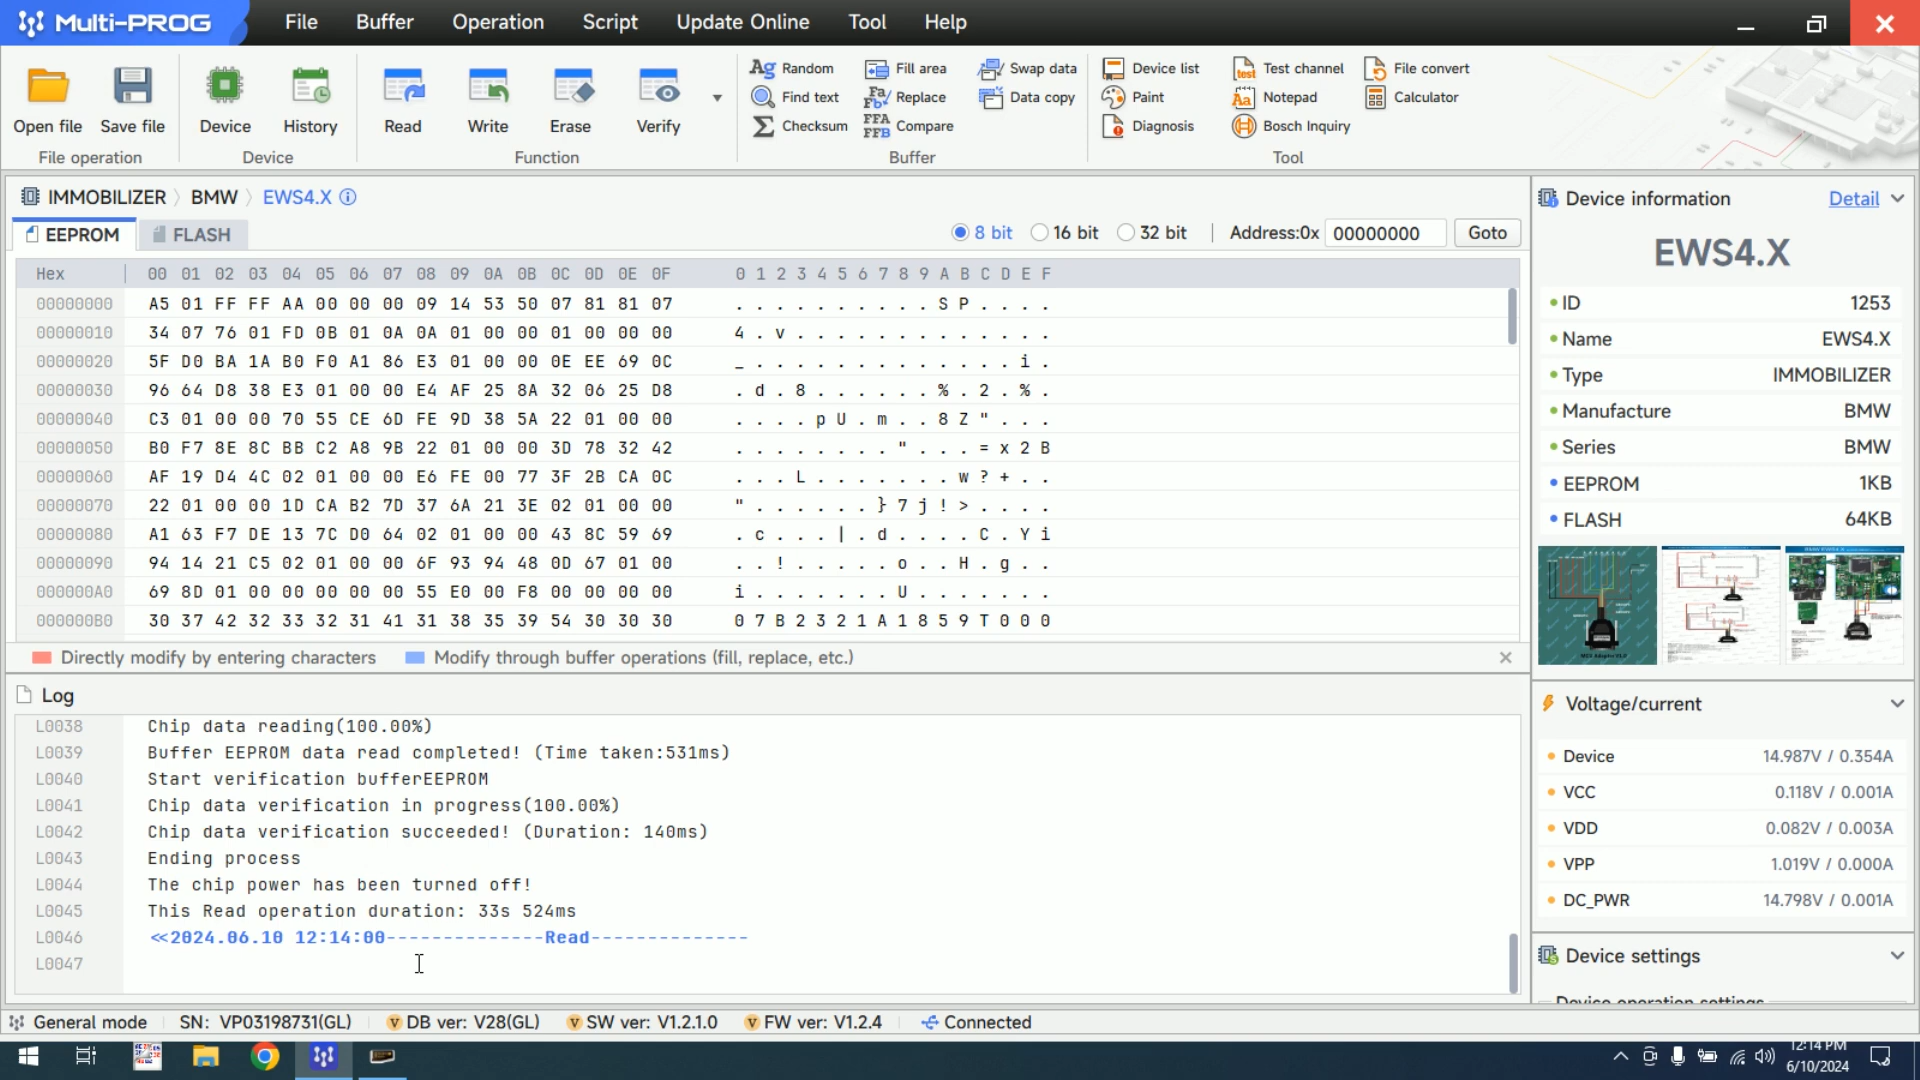 Multi-PROG
File Buffer Operation Script Update Online Tool Help
Open file Save file Device History Read Write Erase Verify
Random Fill area Swap data Device list Test channel File convert
Find text Replace Data copy Paint Notepad Calculator
Checksum Compare Diagnosis Bosch Inquiry
File operation Device Function Buffer Tool
IMMOBILIZER 〉 BMW 〉 EWS4.X
EEPROM FLASH 8 bit 16 bit 32 bit | Address:0x 00000000 Goto
Hex 00 01 02 03 04 05 06 07 08 09 0A 0B 0C 0D 0E 0F 0 1 2 3 4 5 6 7 8 9 A B C D E F
00000000 A5 01 FF FF AA 00 00 00 09 14 53 50 07 81 81 07 . . . . . . . . . . S P . . . .
00000010 34 07 76 01 FD 0B 01 0A 0A 01 00 00 01 00 00 00 4 . v . . . . . . . . . . . . .
00000020 5F D0 BA 1A B0 F0 A1 86 E3 01 00 00 0E EE 69 0C _ . . . . . . . . . . . . . i .
00000030 96 64 D8 38 E3 01 00 00 E4 AF 25 8A 32 06 25 D8 . d . 8 . . . . . . % . 2 . % .
00000040 C3 01 00 00 70 55 CE 6D FE 9D 38 5A 22 01 00 00 . . . . p U . m . . 8 Z " . . .
00000050 B0 F7 8E 8C BB C2 A8 9B 22 01 00 00 3D 78 32 42 . . . . . . . . " . . . = x 2 B
00000060 AF 19 D4 4C 02 01 00 00 E6 FE 00 77 3F 2B CA 0C . . . L . . . . . . . w ? + . .
00000070 22 01 00 00 1D CA B2 7D 37 6A 21 3E 02 01 00 00 " . . . . . . } 7 j ! > . . . .
00000080 A1 63 F7 DE 13 7C D0 64 02 01 00 00 43 8C 59 69 . c . . . | . d . . . . C . Y i
00000090 94 14 21 C5 02 01 00 00 6F 93 94 48 0D 67 01 00 . . ! . . . . . o . . H . g . .
000000A0 69 8D 01 00 00 00 00 00 55 E0 00 F8 00 00 00 00 i . . . . . . . U . . . . . . .
000000B0 30 37 42 32 33 32 31 41 31 38 35 39 54 30 30 30 0 7 B 2 3 2 1 A 1 8 5 9 T 0 0 0
Directly modify by entering characters Modify through buffer operations (fill, replace, etc.)
Log
L0038 Chip data reading(100.00%)
L0039 Buffer EEPROM data read completed! (Time taken:531ms)
L0040 Start verification bufferEEPROM
L0041 Chip data verification in progress(100.00%)
L0042 Chip data verification succeeded! (Duration: 140ms)
L0043 Ending process
L0044 The chip power has been turned off!
L0045 This Read operation duration: 33s 524ms
L0046 <<2024.06.10 12:14:00--------------Read--------------
L0047
Device information Detail
EWS4.X
ID 1253
Name EWS4.X
Type IMMOBILIZER
Manufacture BMW
Series BMW
EEPROM 1KB
FLASH 64KB
Voltage/current
Device 14.987V / 0.354A
VCC 0.118V / 0.001A
VDD 0.082V / 0.003A
VPP 1.019V / 0.000A
DC_PWR 14.798V / 0.001A
Device settings
Device operation settings
General mode SN: VP03198731(GL) DB ver: V28(GL) SW ver: V1.2.1.0 FW ver: V1.2.4 Connected
12:14 PM
6/10/2024